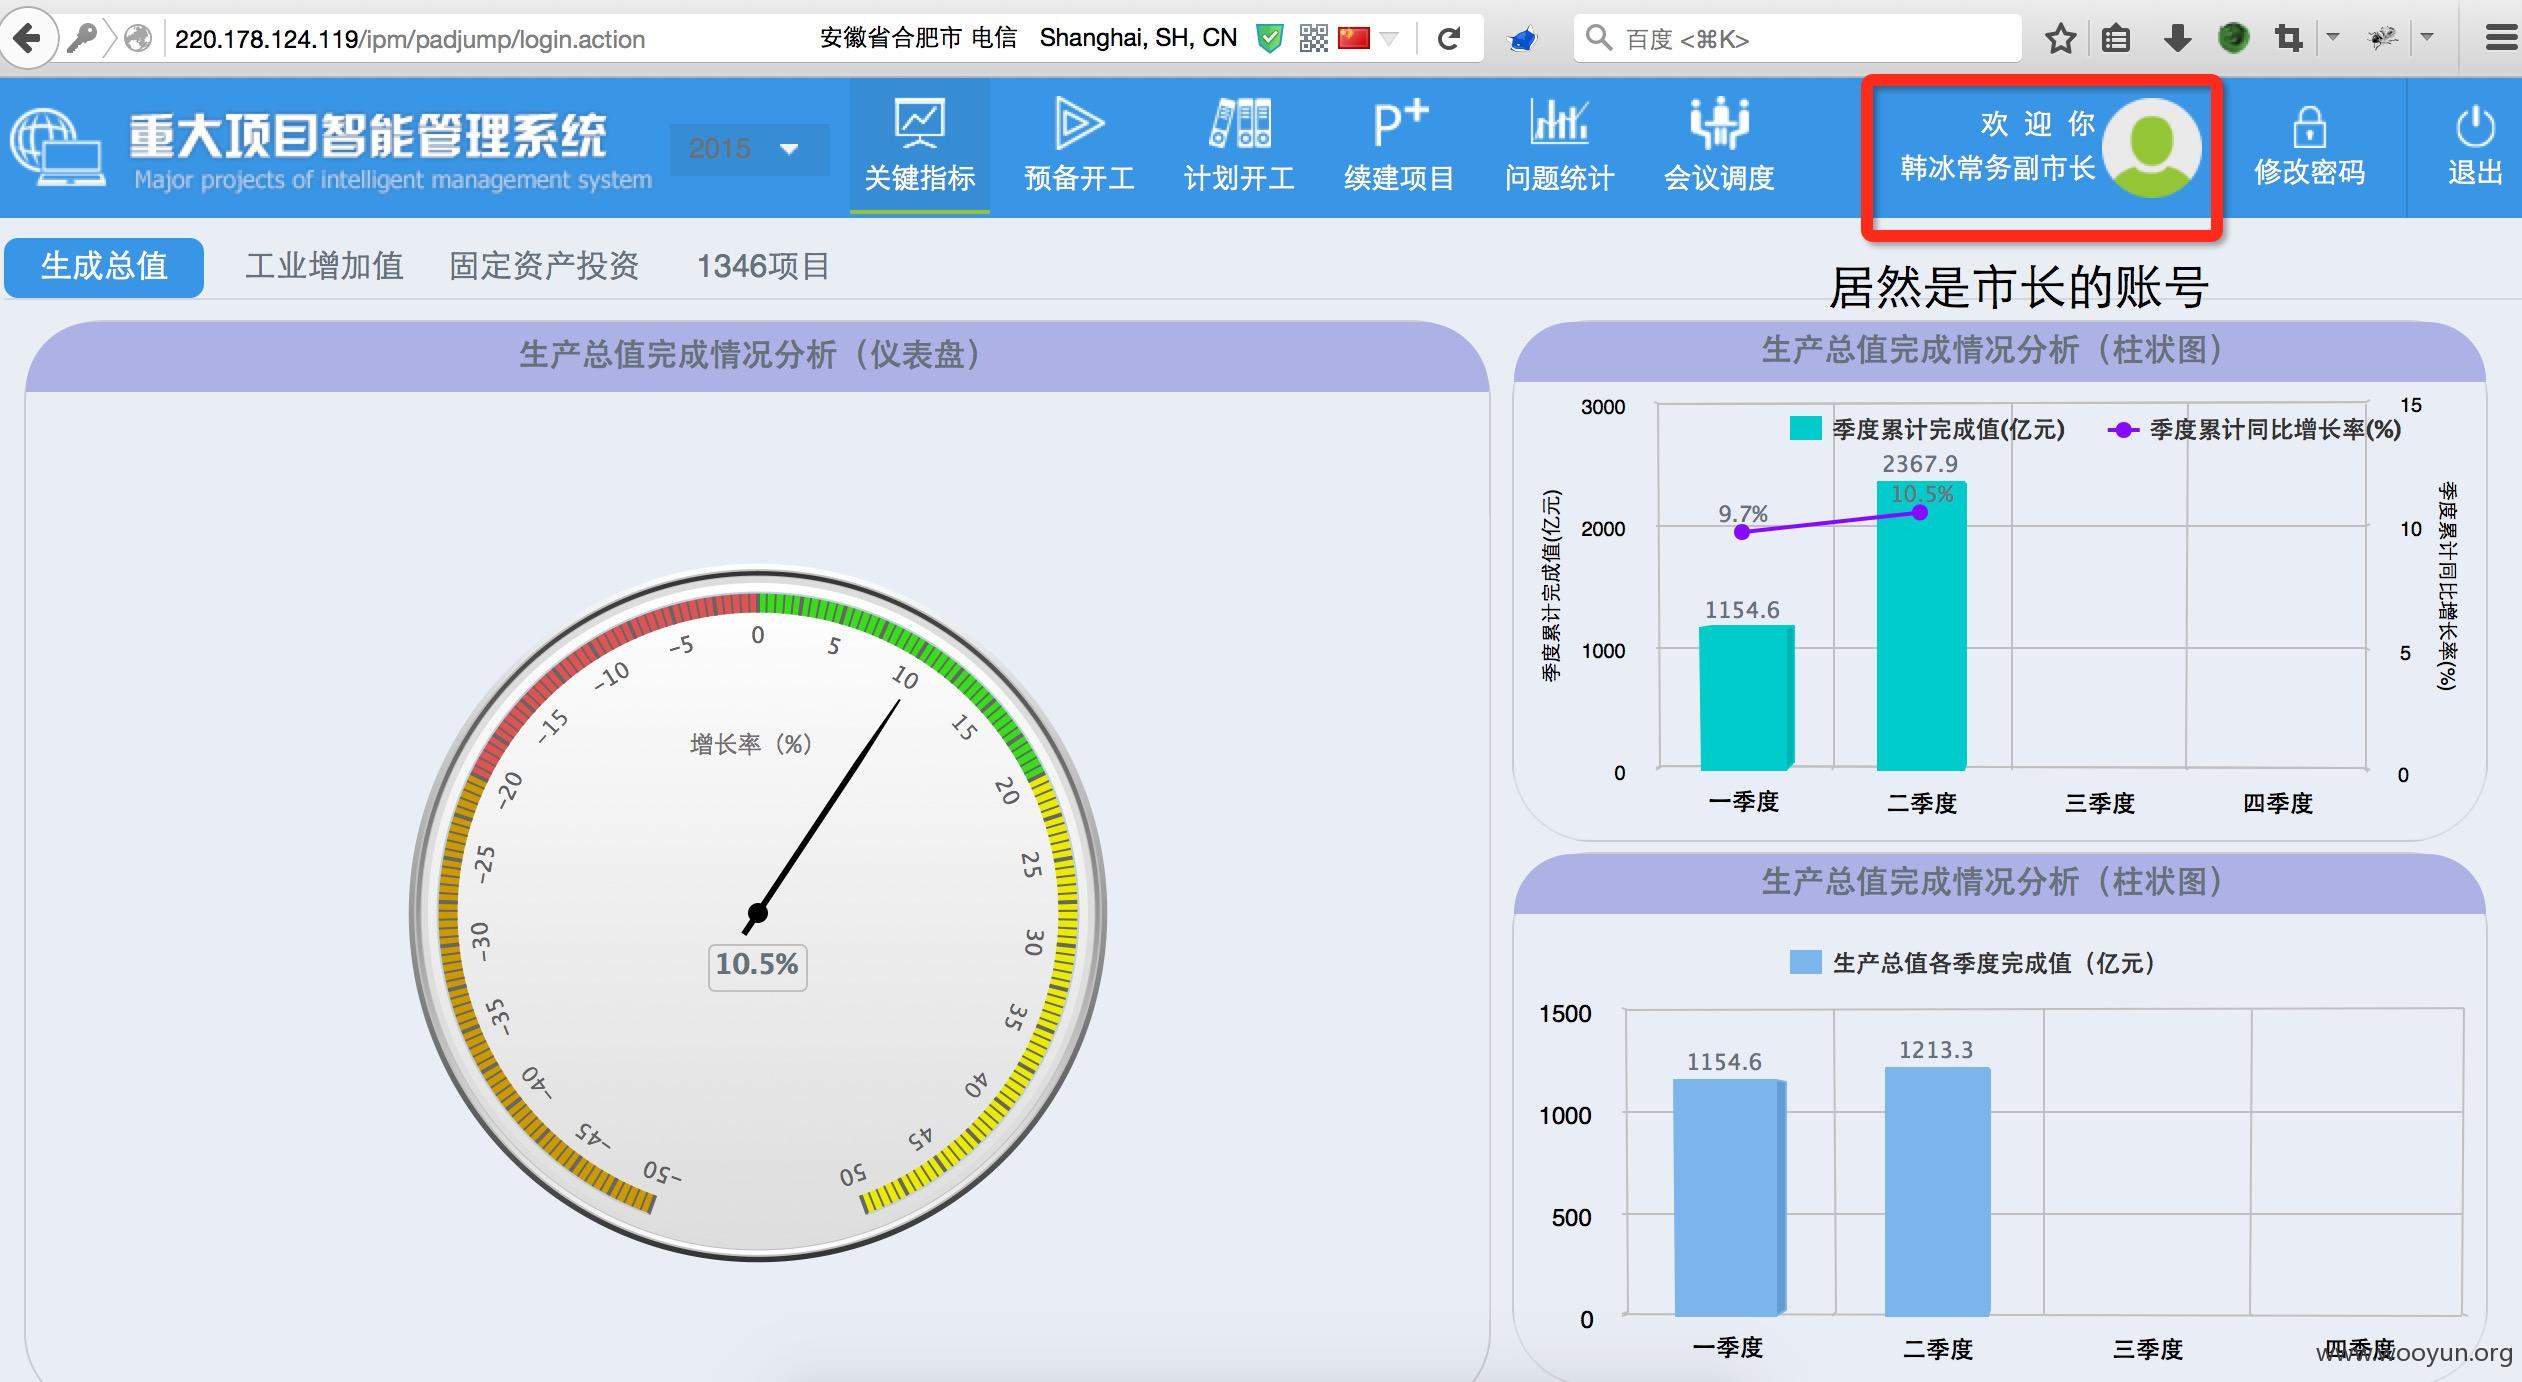 220.178.124.119/ipm/padjump/login.action
安徽省合肥市 电信 Shanghai, SH, CN
百度 <⌘K>
重大项目智能管理系统
Major projects of intelligent management system
2015
关键指标
预备开工
计划开工
续建项目
问题统计
会议调度
欢 迎 你
韩冰常务副市长
修改密码
退出
生成总值
工业增加值
固定资产投资
1346项目
居然是市长的账号
生产总值完成情况分析（仪表盘）
-50
-45
-40
-35
-30
-25
-20
-15
-10
-5
0
5
10
15
20
25
30
35
40
45
50
增长率（%）
10.5%
生产总值完成情况分析（柱状图）
季度累计完成值(亿元)
季度累计同比增长率(%)
3000
2000
1000
0
15
10
5
0
季度累计完成值(亿元)
季度累计同比增长率(%)
9.7%
1154.6
2367.9
10.5%
一季度
二季度
三季度
四季度
生产总值完成情况分析（柱状图）
生产总值各季度完成值（亿元）
1500
1000
500
0
1154.6
1213.3
一季度
二季度
三季度
四季度
www.wooyun.org